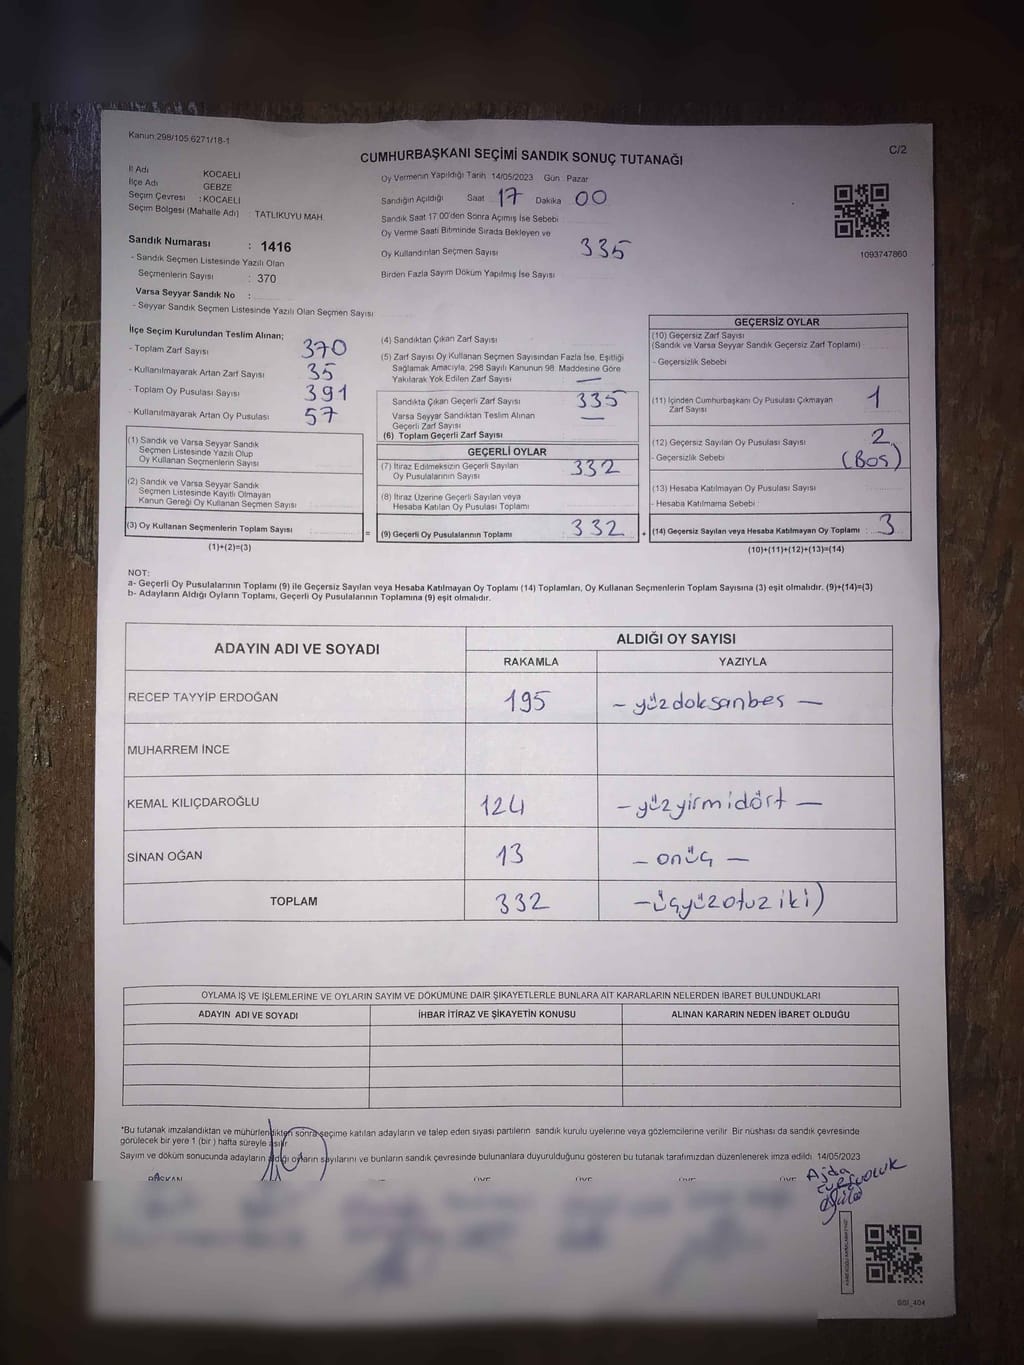 Kanun:298/105,6271/18-1
C/2
CUMHURBAŞKANI SEÇİMİ SANDIK SONUÇ TUTANAĞI
İl Adı KOCAELİ
İlçe Adı GEBZE
Seçim Çevresi : KOCAELİ
Seçim Bölgesi (Mahalle Adı) TATLIKUYU MAH.
Sandık Numarası : 1416
- Sandık Seçmen Listesinde Yazılı Olan
Seçmenlerin Sayısı : 370
Varsa Seyyar Sandık No :
- Seyyar Sandık Seçmen Listesinde Yazılı Olan Seçmen Sayısı
Oy Vermenin Yapıldığı Tarih 14/05/2023 Gün Pazar
Sandığın Açıldığı Saat 17 Dakika 00
Sandık Saat 17:00'den Sonra Açımış İse Sebebi
Oy Verme Saati Bitiminde Sırada Bekleyen ve
Oy Kullandırılan Seçmen Sayısı 335
Birden Fazla Sayım Döküm Yapılmış İse Sayısı
1093747860
İlçe Seçim Kurulundan Teslim Alınan;
- Toplam Zarf Sayısı 370
- Kullanılmayarak Artan Zarf Sayısı 35
- Toplam Oy Pusulası Sayısı 391
- Kullanılmayarak Artan Oy Pusulası 57
(1) Sandık ve Varsa Seyyar Sandık
Seçmen Listesinde Yazılı Olup
Oy Kullanan Seçmenlerin Sayısı
(2) Sandık ve Varsa Seyyar Sandık
Seçmen Listesinde Kayıtlı Olmayan
Kanun Gereği Oy Kullanan Seçmen Sayısı
(3) Oy Kullanan Seçmenlerin Toplam Sayısı
(1)+(2)=(3)
=
(4) Sandıktan Çıkan Zarf Sayısı
(5) Zarf Sayısı Oy Kullanan Seçmen Sayısından Fazla İse, Eşitliği
Sağlamak Amacıyla, 298 Sayılı Kanunun 98. Maddesine Göre
Yakılarak Yok Edilen Zarf Sayısı —
Sandıkta Çıkan Geçerli Zarf Sayısı 335
Varsa Seyyar Sandıktan Teslim Alınan —
Geçerli Zarf Sayısı
(6) Toplam Geçerli Zarf Sayısı
GEÇERLİ OYLAR
(7) İtiraz Edilmeksizin Geçerli Sayılan 332
Oy Pusulalarının Sayısı
(8) İtiraz Üzerine Geçerli Sayılan veya
Hesaba Katılan Oy Pusulası Toplamı
(9) Geçerli Oy Pusulalarının Toplamı 332
+
GEÇERSİZ OYLAR
(10) Geçersiz Zarf Sayısı
(Sandık ve Varsa Seyyar Sandık Geçersiz Zarf Toplamı)
- Geçersizlik Sebebi
(11) İçinden Cumhurbaşkanı Oy Pusulası Çıkmayan 1
Zarf Sayısı
(12) Geçersiz Sayılan Oy Pusulası Sayısı 2
- Geçersizlik Sebebi (Boş)
(13) Hesaba Katılmayan Oy Pusulası Sayısı
- Hesaba Katılmama Sebebi
(14) Geçersiz Sayılan veya Hesaba Katılmayan Oy Toplamı : 3
(10)+(11)+(12)+(13)=(14)
NOT:
a- Geçerli Oy Pusulalarının Toplamı (9) ile Geçersiz Sayılan veya Hesaba Katılmayan Oy Toplamı (14) Toplamları, Oy Kullanan Seçmenlerin Toplam Sayısına (3) eşit olmalıdır. (9)+(14)=(3)
b- Adayların Aldığı Oyların Toplamı, Geçerli Oy Pusulalarının Toplamına (9) eşit olmalıdır.
ADAYIN ADI VE SOYADI
ALDIĞI OY SAYISI
RAKAMLA YAZIYLA
RECEP TAYYİP ERDOĞAN 195 - yüzdoksanbes —
MUHARREM İNCE
KEMAL KILIÇDAROĞLU 124 - yüzyirmidört —
SİNAN OĞAN 13 - onüç —
TOPLAM 332 -üçyüzotuz iki)
OYLAMA İŞ VE İŞLEMLERİNE VE OYLARIN SAYIM VE DÖKÜMÜNE DAİR ŞİKAYETLERLE BUNLARA AİT KARARLARIN NELERDEN İBARET BULUNDUKLARI
ADAYIN ADI VE SOYADI İHBAR İTİRAZ VE ŞİKAYETİN KONUSU ALINAN KARARIN NEDEN İBARET OLDUĞU
*Bu tutanak imzalandıktan ve mühürlendikten sonra seçime katılan adayların ve talep eden siyasi partilerin sandık kurulu üyelerine veya gözlemcilerine verilir. Bir nüshası da sandık çevresinde
görülecek bir yere 1 (bir) hafta süreyle asılır
Sayım ve döküm sonucunda adayların aldığı oyların sayılarını ve bunların sandık çevresinde bulunanlara duyurulduğunu gösteren bu tutanak tarafımızdan düzenlenerek imza edildi. 14/05/2023
BAŞKAN ÜYE ÜYE ÜYE ÜYE ÜYE
Ajda